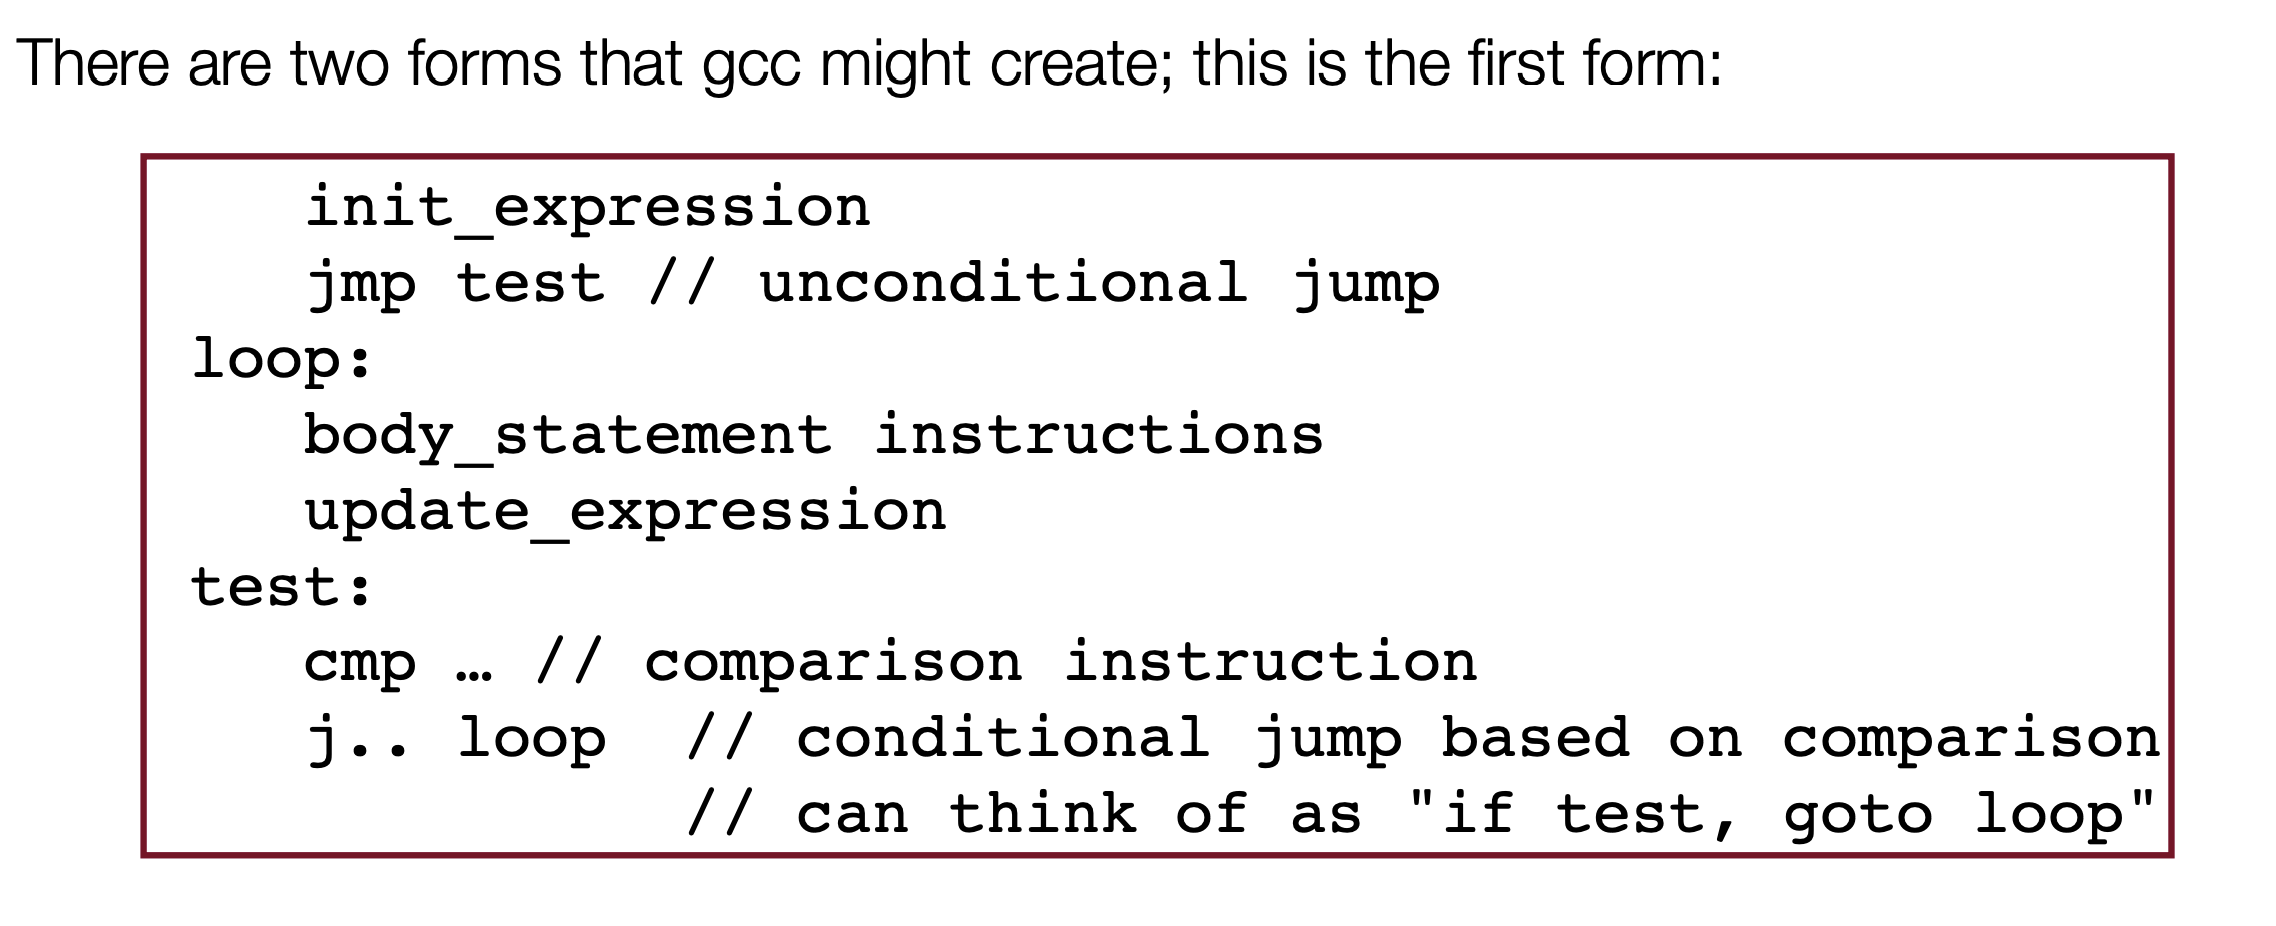 There are two forms that gcc might create; this is the first form:
init_expression
jmp test // unconditional jump
loop:
body_statement instructions
update_expression
test:
cmp … // comparison instruction
j.. loop  // conditional jump based on comparison
// can think of as "if test, goto loop"